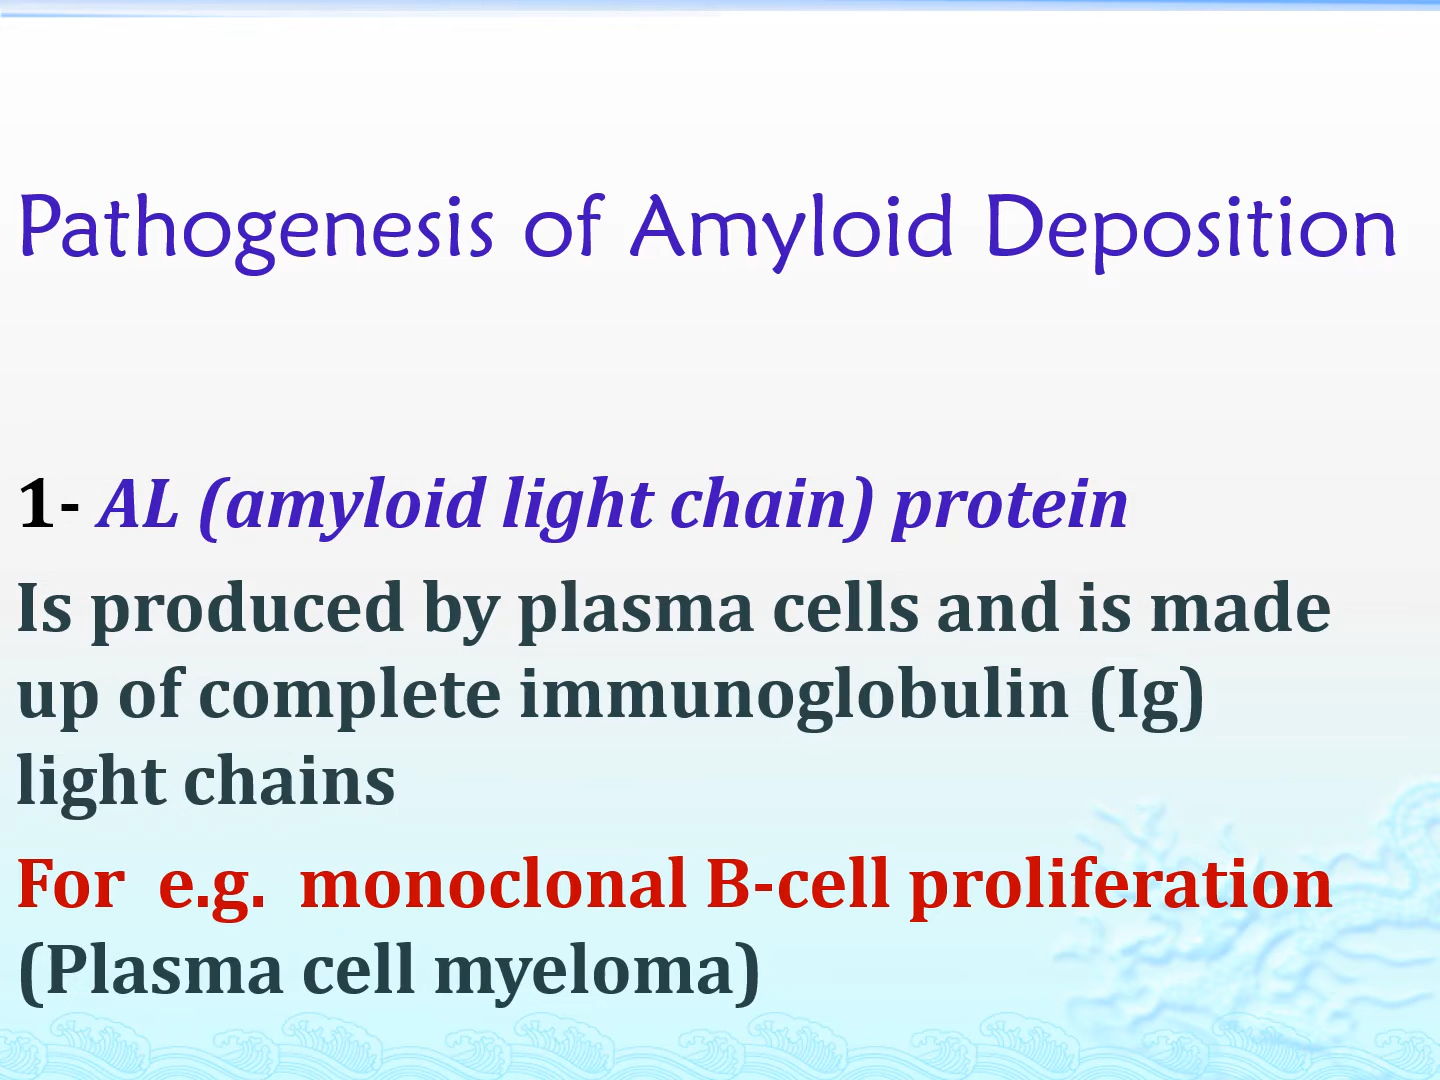 Pathogenesis of Amyloid Deposition
1- AL (amyloid light chain) protein
Is produced by plasma cells and is made
up of complete immunoglobulin (Ig)
light chains
For e.g. monoclonal B-cell proliferation
(Plasma cell myeloma)